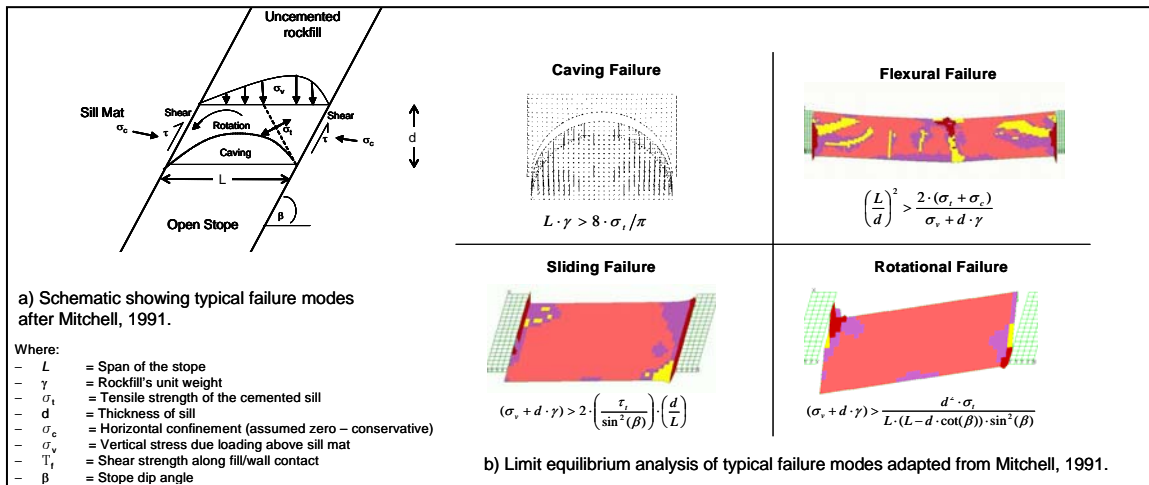 Uncemented
rockfill
σv
Sill Mat
Shear
Shear
σc
τ
Rotation
σt
τ
σc
d
Caving
L
Open Stope
β
a) Schematic showing typical failure modes
after Mitchell, 1991.
Where:
– L = Span of the stope
– γ = Rockfill's unit weight
– σt = Tensile strength of the cemented sill
– d = Thickness of sill
– σc = Horizontal confinement (assumed zero – conservative)
– σv = Vertical stress due loading above sill mat
– Tf = Shear strength along fill/wall contact
– β = Stope dip angle
Caving Failure
L · γ > 8 · σt / π
Flexural Failure
(L/d)² > 2 · (σt + σc) / (σv + d · γ)
Sliding Failure
(σv + d · γ) > 2 · (τt / sin²(β)) · (d/L)
Rotational Failure
(σv + d · γ) > d² · σt / (L · (L – d · cot(β)) · sin²(β))
b) Limit equilibrium analysis of typical failure modes adapted from Mitchell, 1991.